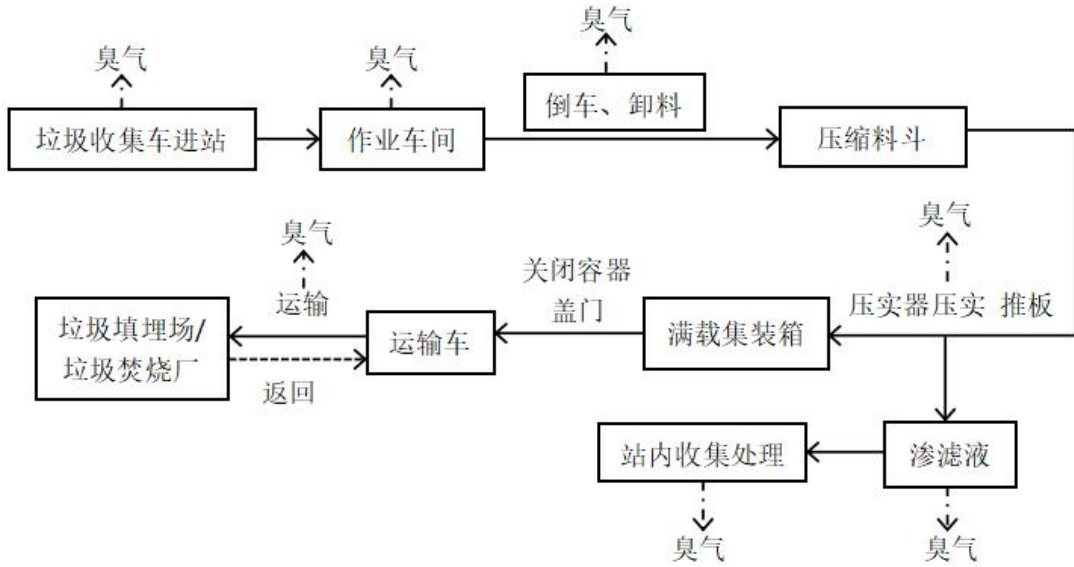 臭气
臭气
臭气
垃圾收集车进站
作业车间
倒车、卸料
压缩料斗
臭气
臭气
关闭容器
盖门
运输
压实器压实 推板
垃圾填埋场/
垃圾焚烧厂
运输车
满载集装箱
返回
站内收集处理
渗滤液
臭气
臭气